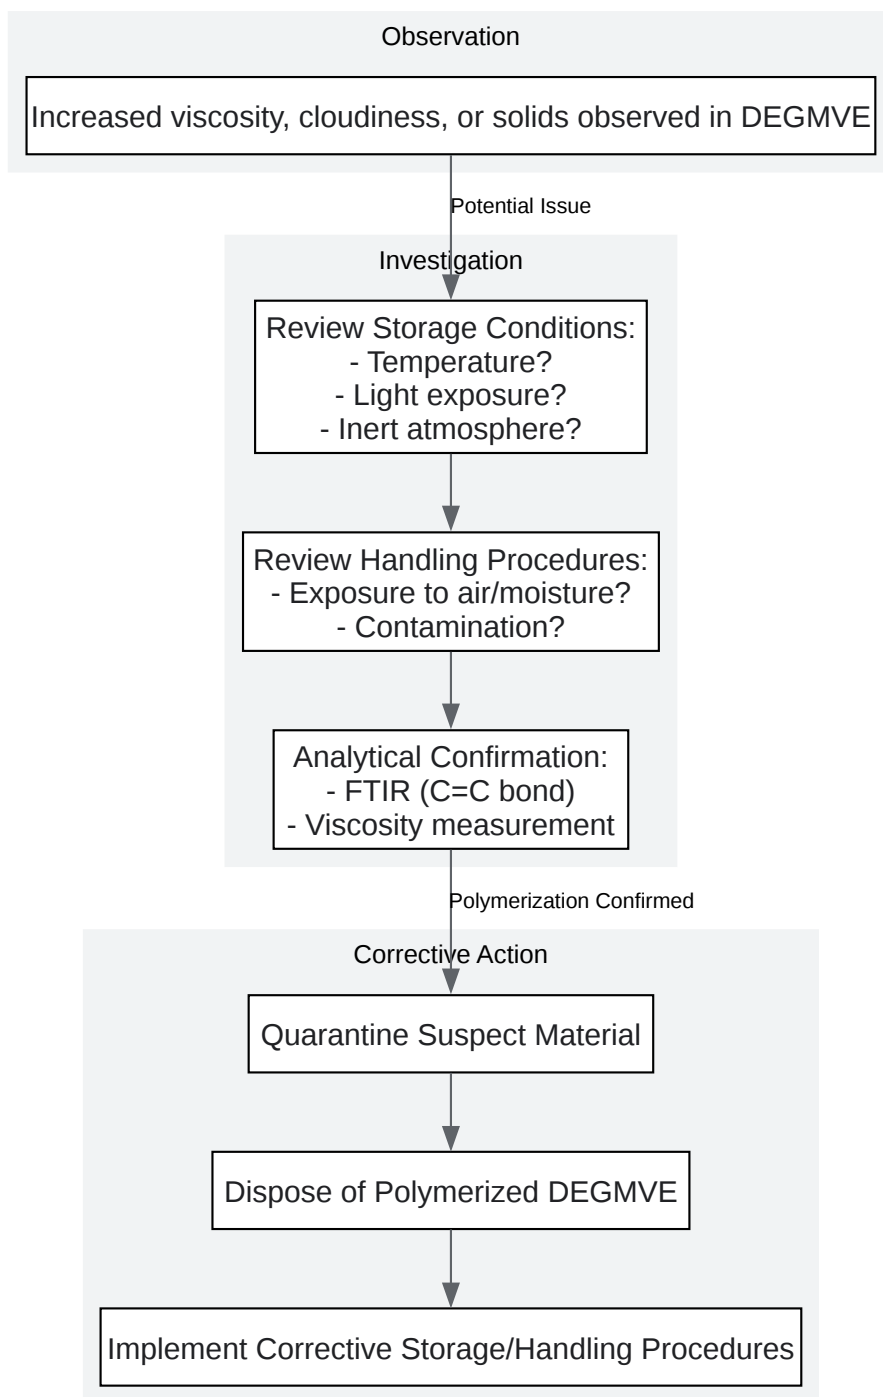 Observation
Increased viscosity, cloudiness, or solids observed in DEGMVE
Potential Issue
Investigation
Review Storage Conditions:
- Temperature?
- Light exposure?
- Inert atmosphere?
Review Handling Procedures:
- Exposure to air/moisture?
- Contamination?
Analytical Confirmation:
- FTIR (C=C bond)
- Viscosity measurement
Polymerization Confirmed
Corrective Action
Quarantine Suspect Material
Dispose of Polymerized DEGMVE
Implement Corrective Storage/Handling Procedures